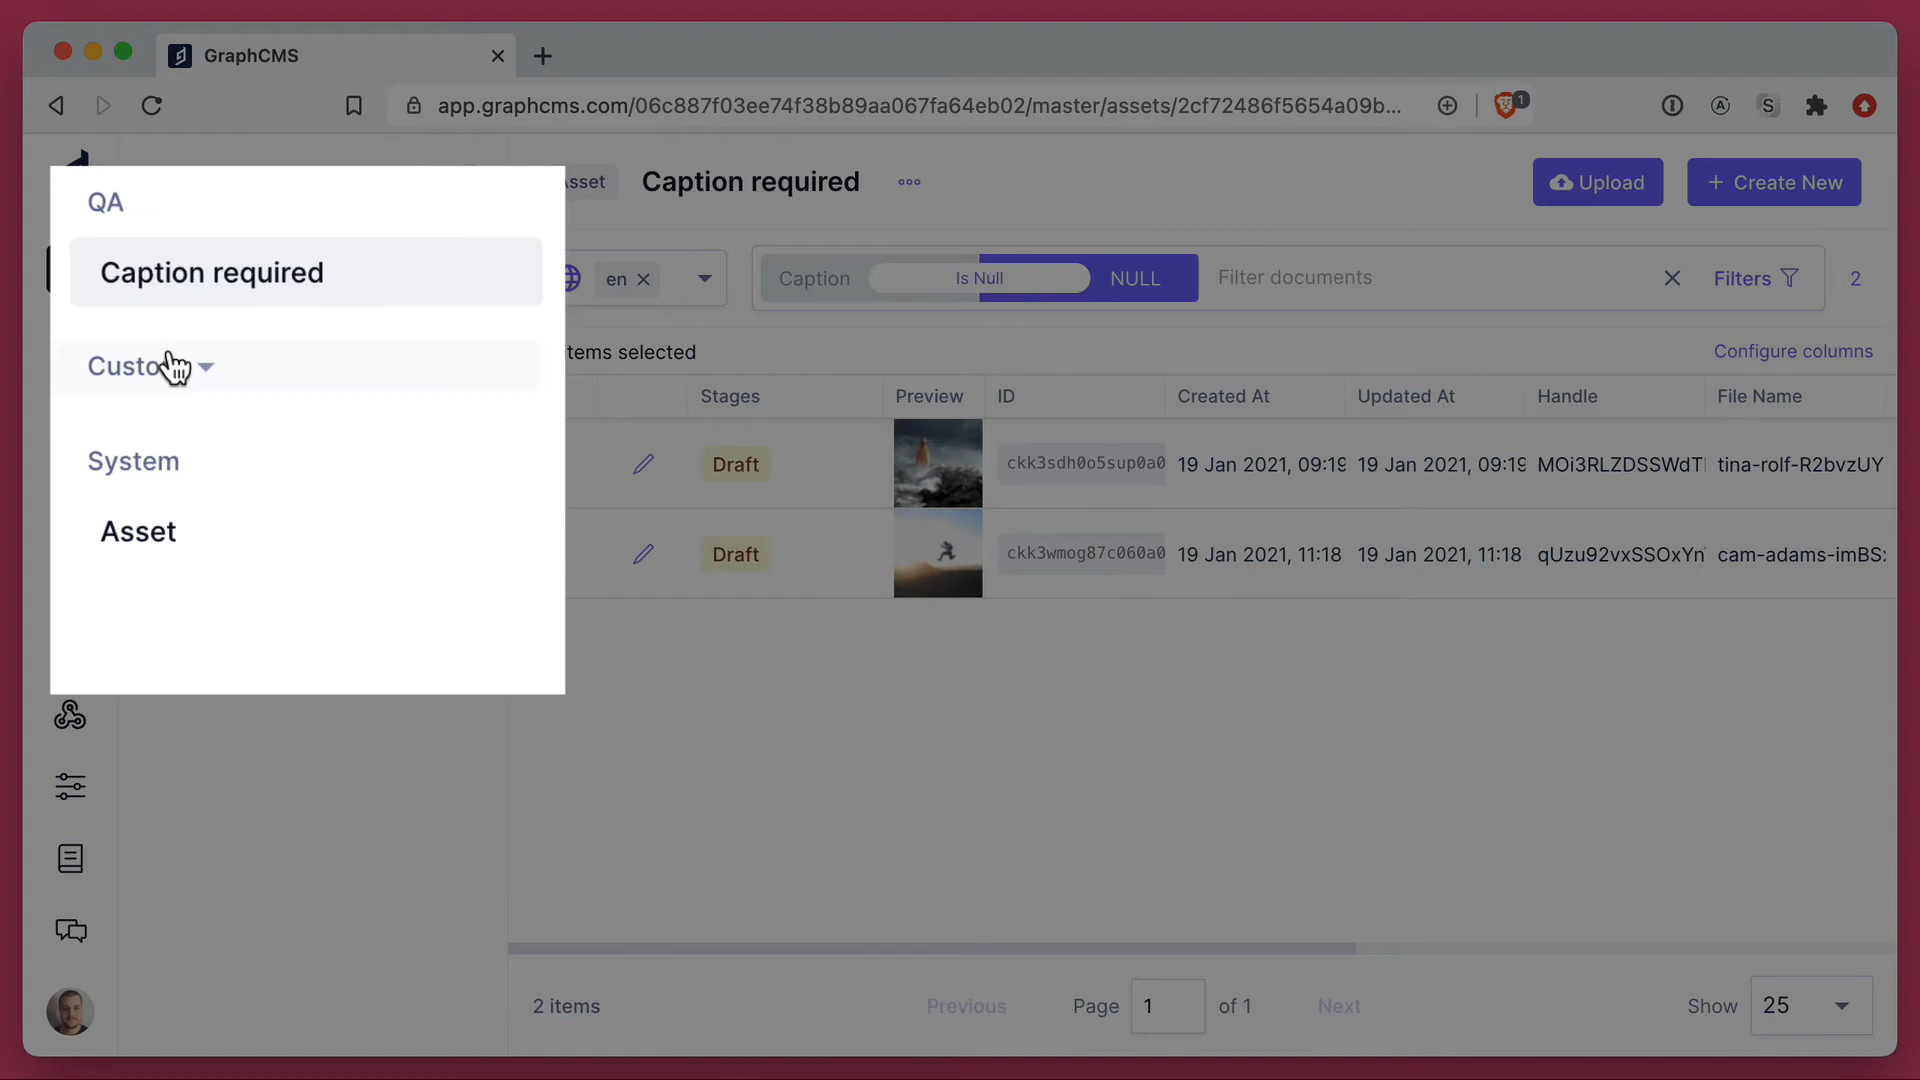 GraphCMS
app.graphcms.com/06c887f03ee74f38b89aa067fa64eb02/master/assets/2cf72486f5654a09b...
1
S
QA
Caption required
System
Asset
Caption required
Upload
+ Create New
en
Caption
Is Null
NULL
Filter documents
Filters
2
selected
Configure columns
Stages
Preview
ID
Created At
Updated At
Handle
File Name
Draft
ckk3sdh0o5sup0a0
19 Jan 2021, 09:19
19 Jan 2021, 09:19
MOi3RLZDSSWdT
tina-rolf-R2bvzUY
Draft
ckk3wmog87c060a0
19 Jan 2021, 11:18
19 Jan 2021, 11:18
qUzu92vxSSOxYn
cam-adams-imBS
2 items
Previous
Page
1
of 1
Next
Show
25